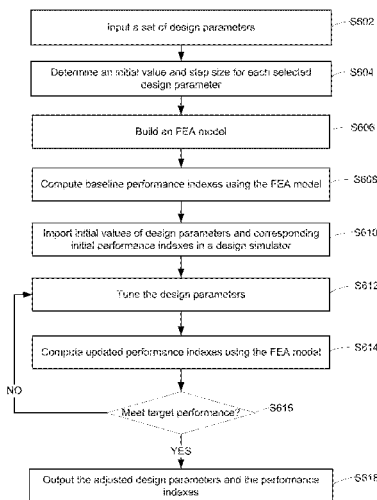 Input a set of design parameters
S602
Determine an initial value and step size for each selected
design parameter
S604
Build an FEA model
S606
Compute baseline performance indexes using the FEA model
S608
Import initial values of design parameters and corresponding
initial performance indexes in a design simulator
S610
Tune the design parameters
S612
Compute updated performance indexes using the FEA model
S614
NO
Meet target performance?
S616
YES
Output the adjusted design parameters and the performance
indexes
S618